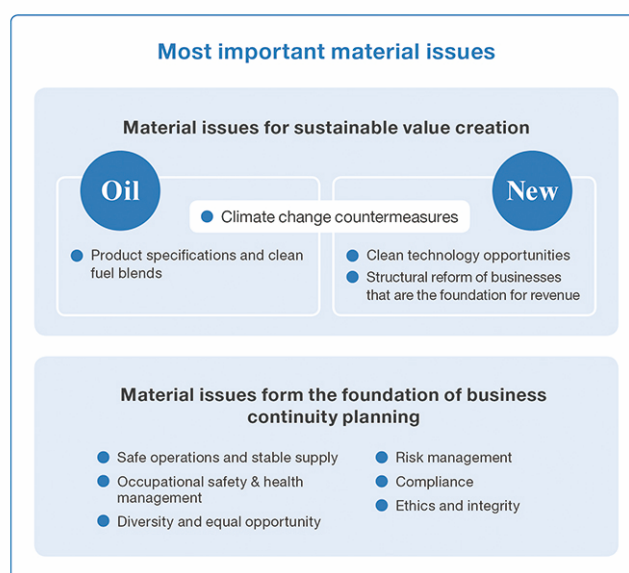 Most important material issues
Material issues for sustainable value creation
Oil
New
Climate change countermeasures
Product specifications and clean
fuel blends
Clean technology opportunities
Structural reform of businesses
that are the foundation for revenue
Material issues form the foundation of business
continuity planning
Safe operations and stable supply
Occupational safety & health
management
Diversity and equal opportunity
Risk management
Compliance
Ethics and integrity